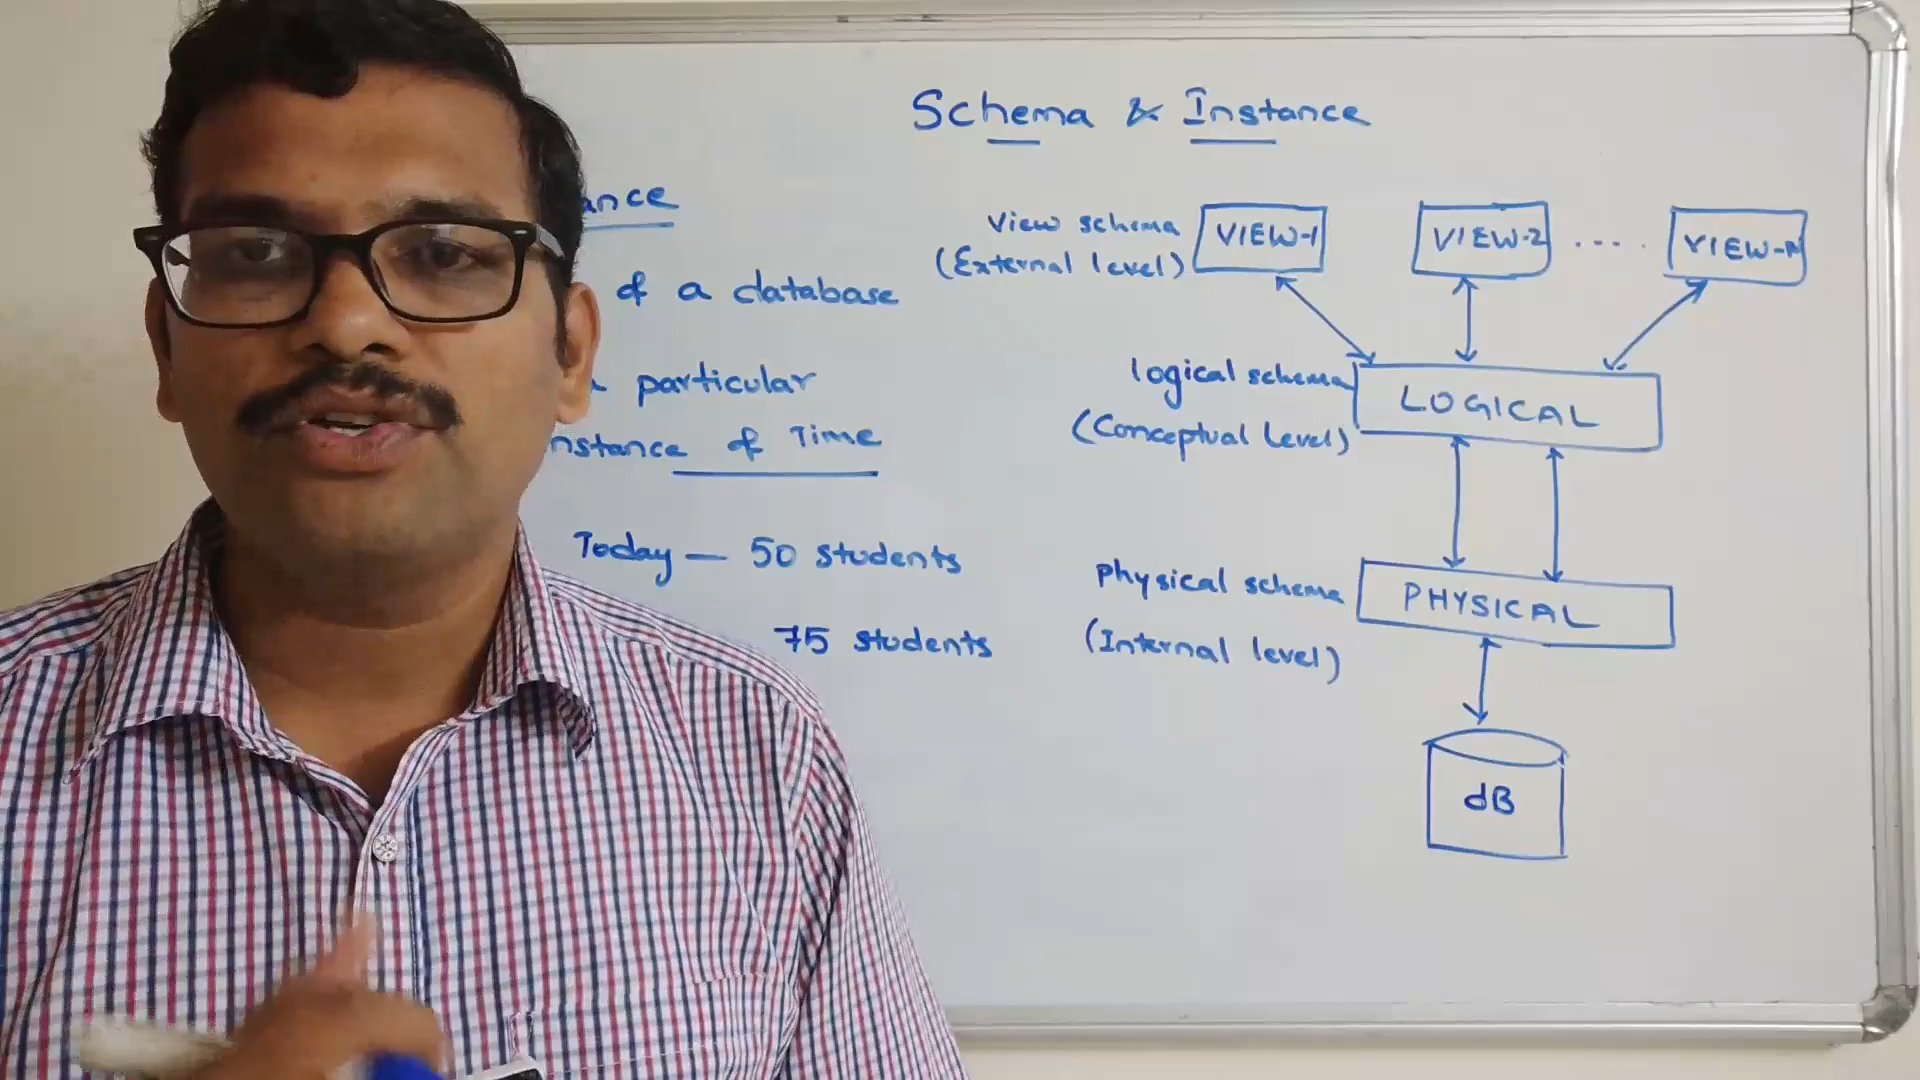 Schema & Instance
ance
of a database
particular
nstance of Time
Today — 50 students
75 students
View schema
(External level)
VIEW-1
VIEW-2
....
VIEW-n
logical schema
(Conceptual Level)
LOGICAL
physical schema
(Internal level)
PHYSICAL
dB